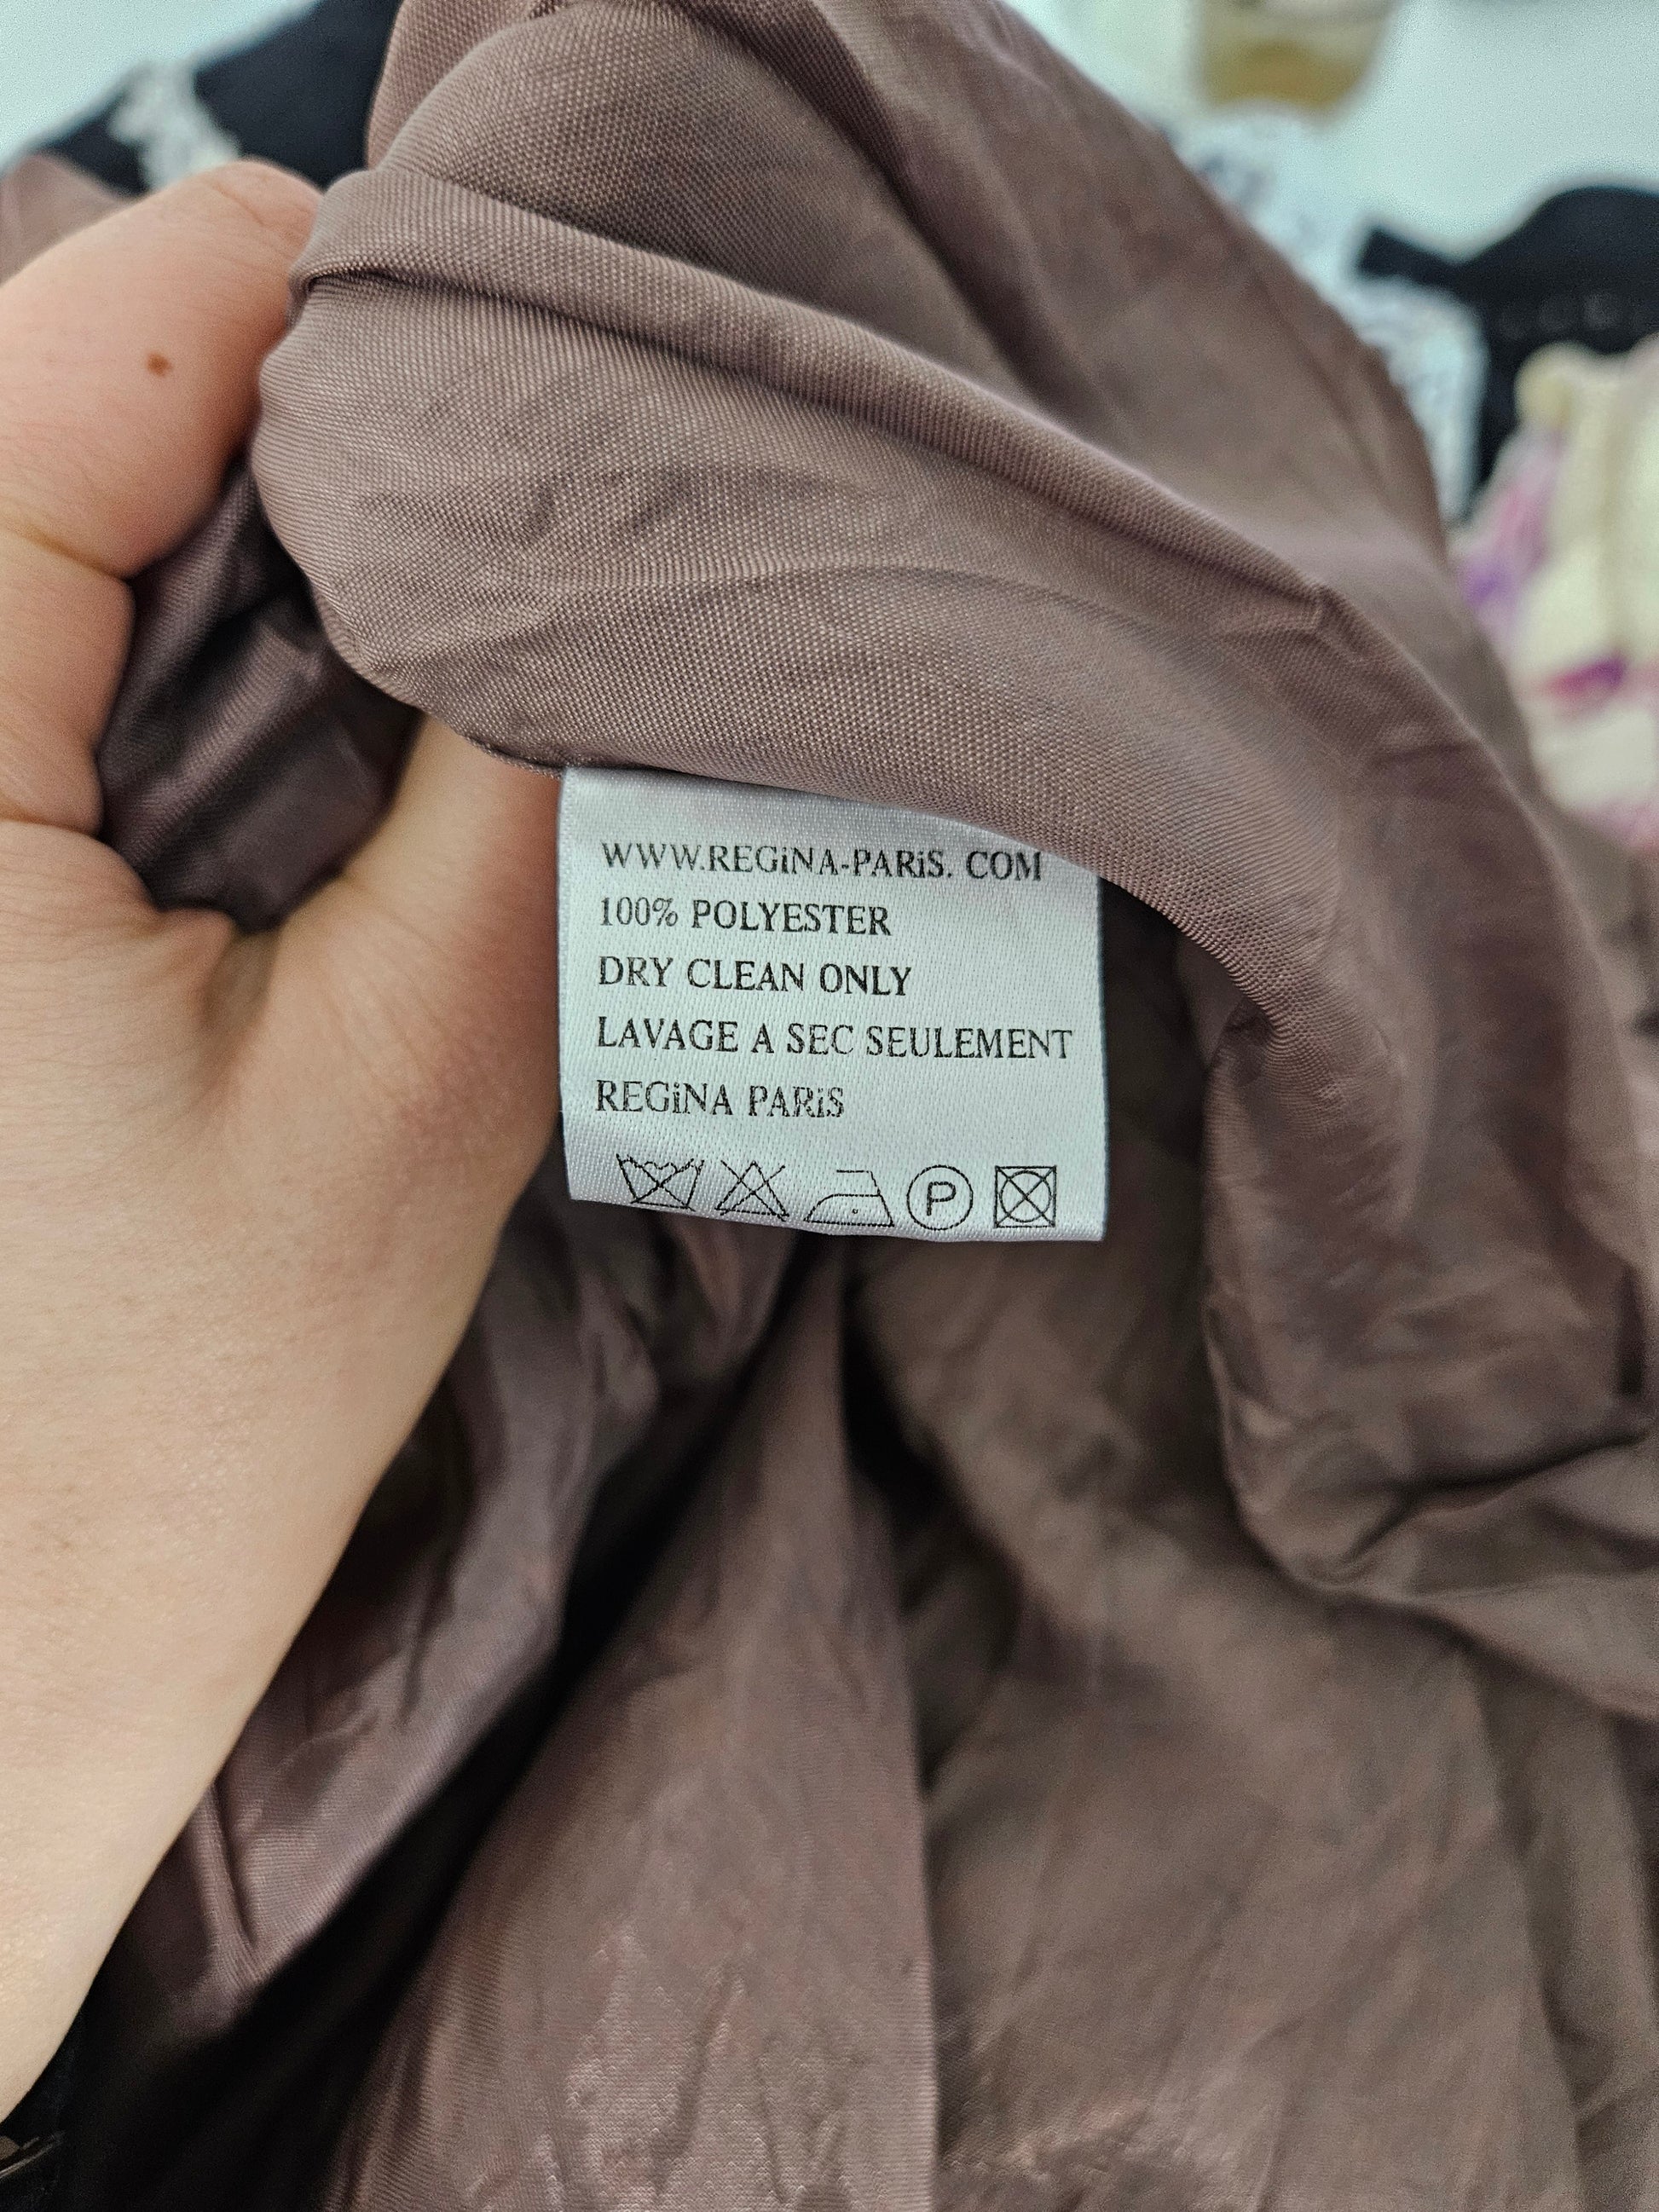 WWW.REGiNA-PARiS. COM
100% POLYESTER
DRY CLEAN ONLY
LAVAGE A SEC SEULEMENT
REGiNA PARiS
P